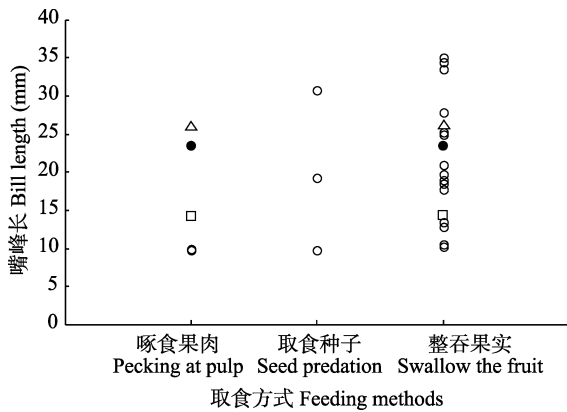 40
35
30
25
20
15
10
5
0
嘴峰长 Bill length (mm)
啄食果肉
Pecking at pulp
取食种子
Seed predation
整吞果实
Swallow the fruit
取食方式 Feeding methods